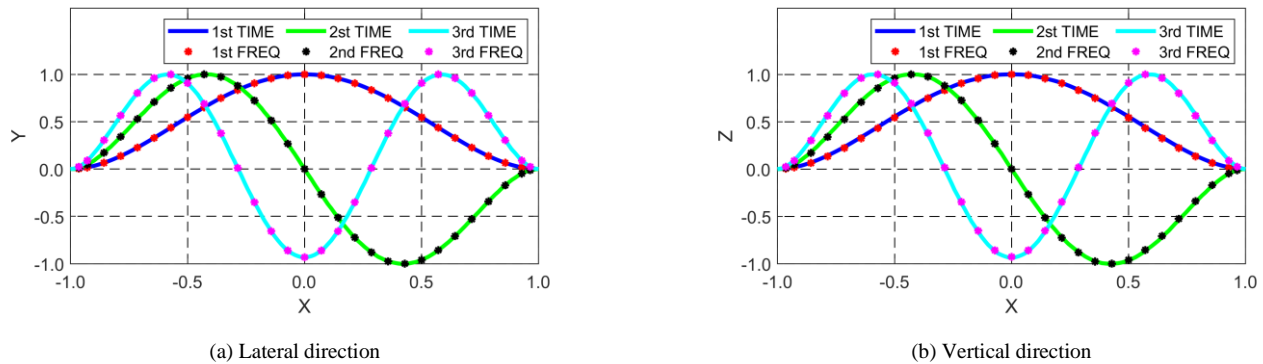 1st TIME 2st TIME 3rd TIME
1st FREQ 2nd FREQ 3rd FREQ
1.0
0.5
0.0
-0.5
-1.0
Y
-1.0 -0.5 0.0 0.5 1.0
X
(a) Lateral direction
1st TIME 2st TIME 3rd TIME
1st FREQ 2nd FREQ 3rd FREQ
1.0
0.5
0.0
-0.5
-1.0
Z
-1.0 -0.5 0.0 0.5 1.0
X
(b) Vertical direction